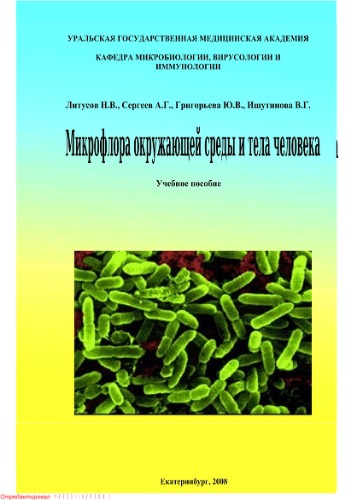 УРАЛЬСКАЯ ГОСУДАРСТВЕННАЯ МЕДИЦИНСКАЯ АКАДЕМИЯ
КАФЕДРА МИКРОБИОЛОГИИ, ВИРУСОЛОГИИ И
ИММУНОЛОГИИ
Литусов Н.В., Сергеев А.Г., Григорьева Ю.В., Ишутинова В.Г.
Микрофлора окружающей среды и тела человека
Учебное пособие
Екатеринбург, 2008
Отредактировал